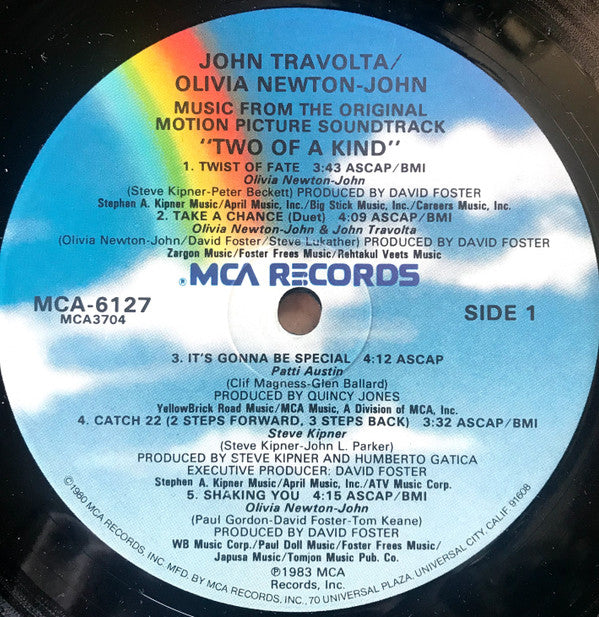 JOHN TRAVOLTA/
OLIVIA NEWTON-JOHN
MUSIC FROM THE ORIGINAL
MOTION PICTURE SOUNDTRACK
"TWO OF A KIND"
1. TWIST OF FATE 3:43 ASCAP/BMI
Olivia Newton-John
(Steve Kipner-Peter Beckett) PRODUCED BY DAVID FOSTER
Stephen A. Kipner Music/April Music, Inc./Big Stick Music, Inc./Careers Music, Inc.
2. TAKE A CHANCE (Duet) 4:09 ASCAP/BMI
Olivia Newton-John & John Travolta
(Olivia Newton-John/David Foster/Steve Lukather) PRODUCED BY DAVID FOSTER
Zargon Music/Foster Frees Music/Rehtakul Veets Music
®MCA RECORDS
MCA-6127
MCA3704
SIDE 1
3. IT'S GONNA BE SPECIAL 4:12 ASCAP
Patti Austin
(Clif Magness-Glen Ballard)
PRODUCED BY QUINCY JONES
YellowBrick Road Music/MCA Music, A Division of MCA, Inc.
4. CATCH 22 (2 STEPS FORWARD, 3 STEPS BACK) 3:32 ASCAP/BMI
Steve Kipner
(Steve Kipner-John L. Parker)
PRODUCED BY STEVE KIPNER AND HUMBERTO GATICA
EXECUTIVE PRODUCER: DAVID FOSTER
Stephen A. Kipner Music/April Music, Inc./ATV Music Corp.
5. SHAKING YOU 4:15 ASCAP/BMI
Olivia Newton-John
(Paul Gordon-David Foster-Tom Keane)
PRODUCED BY DAVID FOSTER
WB Music Corp./Paul Doll Music/Foster Frees Music/
Japusa Music/Tomjon Music Pub. Co.
℗1983 MCA
Records, Inc.
©1980 MCA RECORDS, INC. MFD. BY MCA RECORDS, INC., 70 UNIVERSAL PLAZA, UNIVERSAL CITY, CALIF. 91608